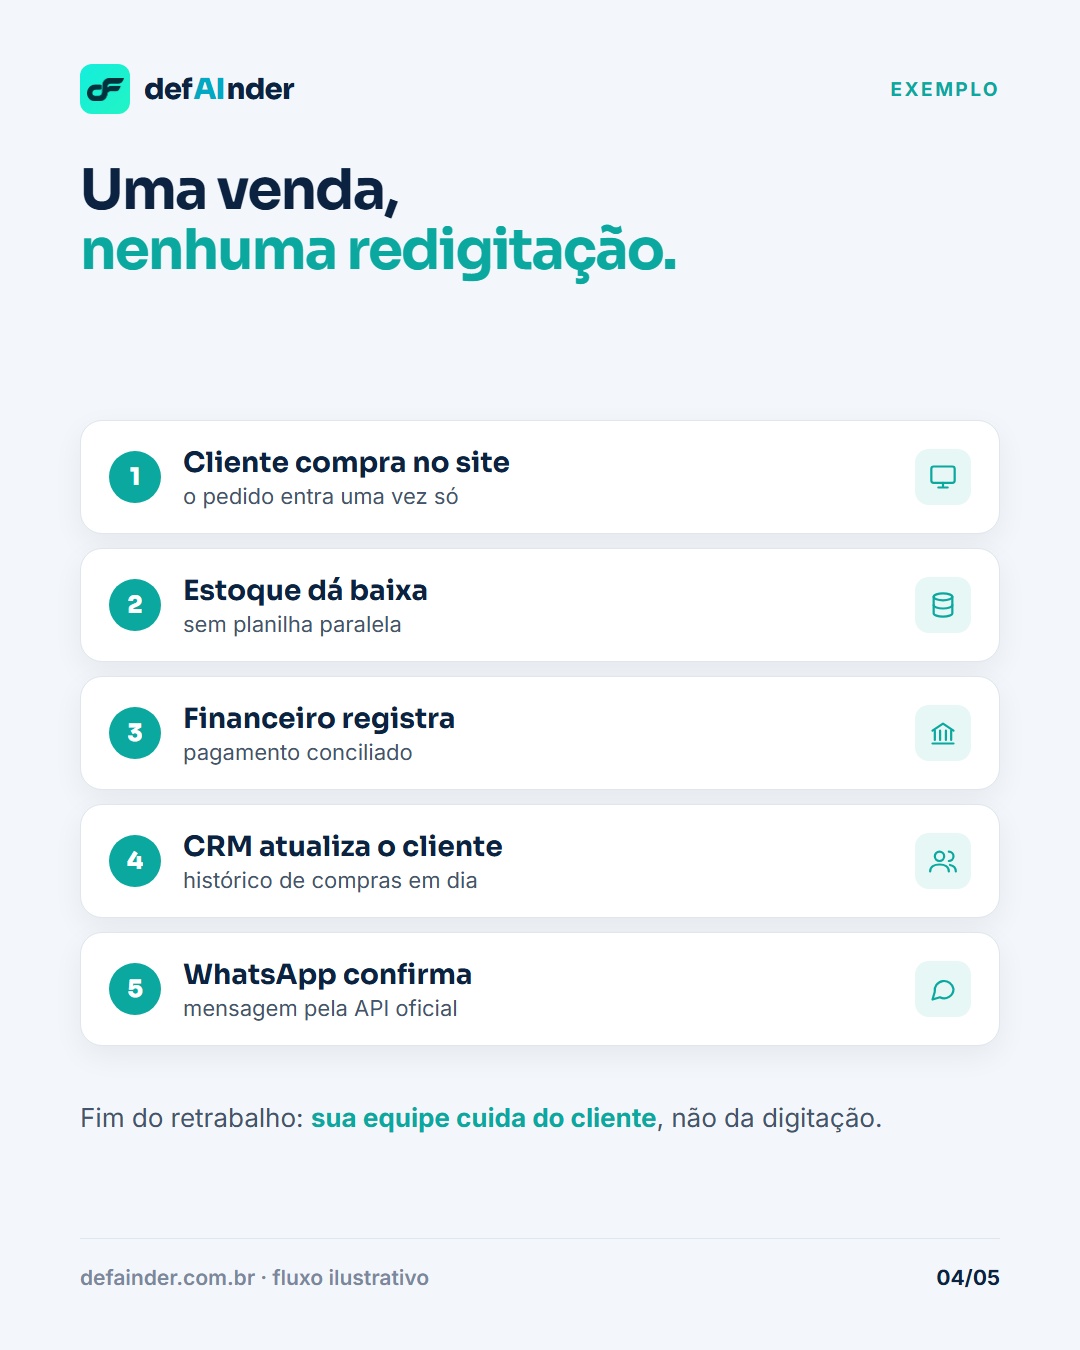 defAInder
EXEMPLO
Uma venda,
nenhuma redigitação.
1
Cliente compra no site
o pedido entra uma vez só
2
Estoque dá baixa
sem planilha paralela
3
Financeiro registra
pagamento conciliado
4
CRM atualiza o cliente
histórico de compras em dia
5
WhatsApp confirma
mensagem pela API oficial
Fim do retrabalho: sua equipe cuida do cliente, não da digitação.
defainder.com.br · fluxo ilustrativo
04/05